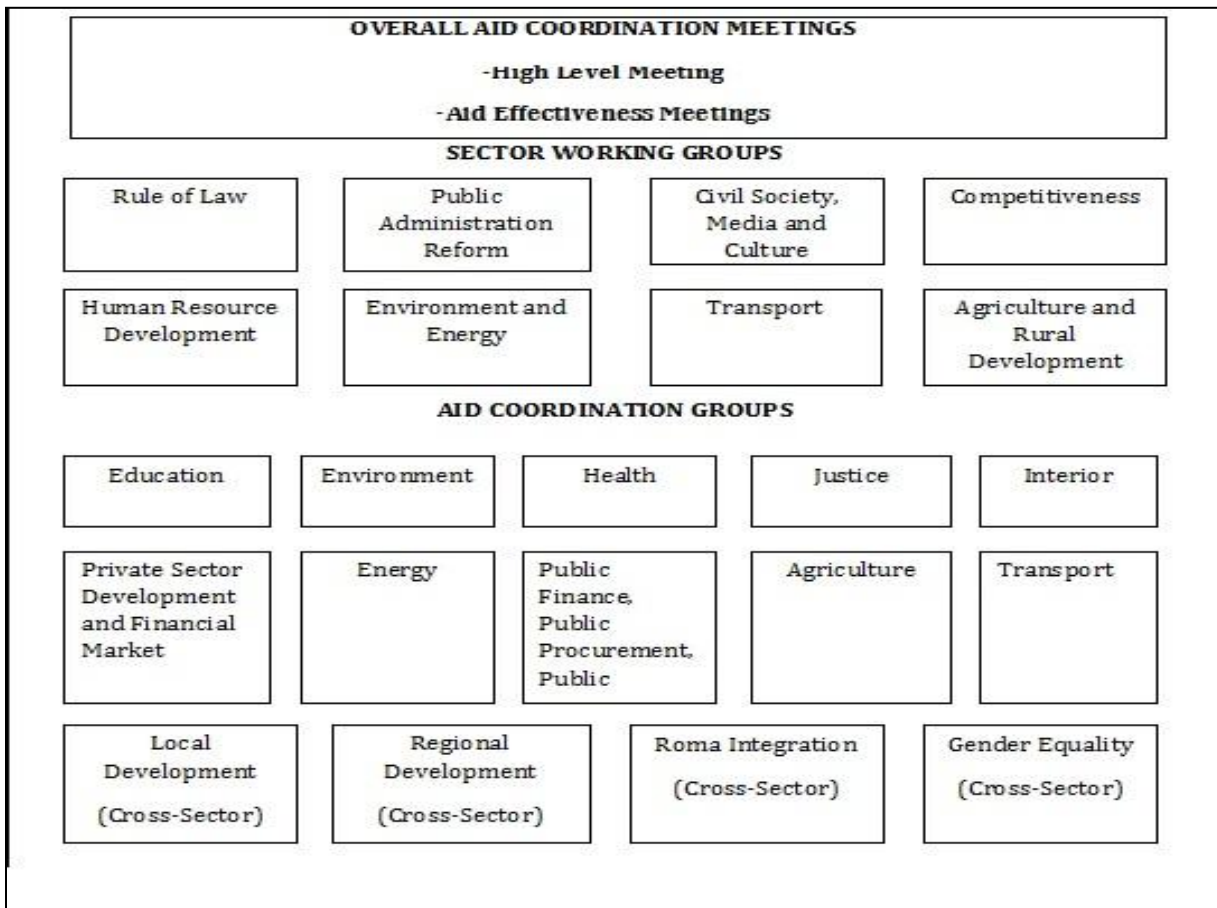 OVERALL AID COORDINATION MEETINGS
-High Level Meeting
-Aid Effectiveness Meetings
SECTOR WORKING GROUPS
Rule of Law
Public
Administration
Reform
Civil Society,
Media and
Culture
Competitiveness
Human Resource
Development
Environment and
Energy
Transport
Agriculture and
Rural
Development
AID COORDINATION GROUPS
Education
Environment
Health
Justice
Interior
Private Sector
Development
and Financial
Market
Energy
Public
Finance,
Public
Procurement,
Public
Agriculture
Transport
Local
Development
(Cross-Sector)
Regional
Development
(Cross-Sector)
Roma Integration
(Cross-Sector)
Gender Equality
(Cross-Sector)